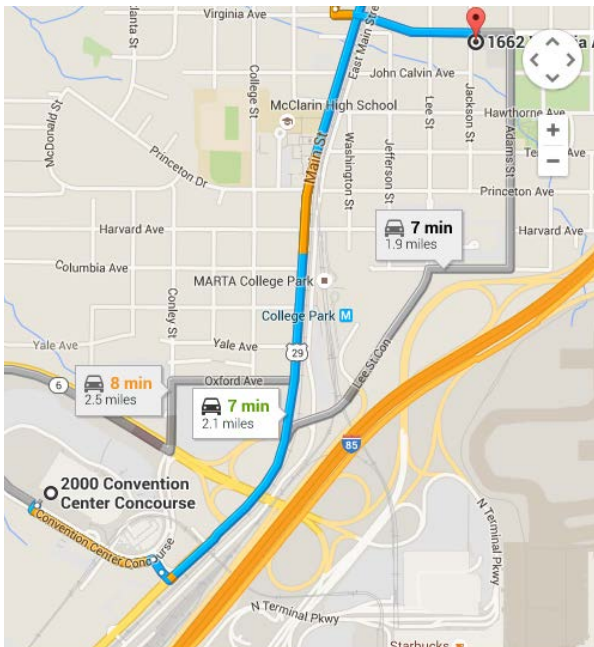 Virginia Ave
1662
East Main Street
John Calvin Ave
College St
McClarin High School
Hawthorne Ave
McDonald St
Main St
Lee St
Jackson St
Adams St
Washington St
Jefferson St
Princeton Dr
Princeton Ave
7 min
1.9 miles
Harvard Ave
Harvard Ave
Columbia Ave
MARTA College Park
Conley St
College Park M
Yale Ave
Yale Ave
29
Lee St Con
8 min
2.5 miles
6
Oxford Ave
7 min
2.1 miles
85
2000 Convention
Center Concourse
Convention Center Concourse
N Terminal Pkwy
N Terminal Pkwy
Starbucks